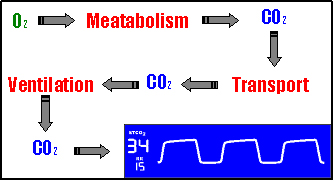 O₂ Meatabolism CO₂
Ventilation CO₂ Transport
CO₂
ETCO₂
34
RR
15